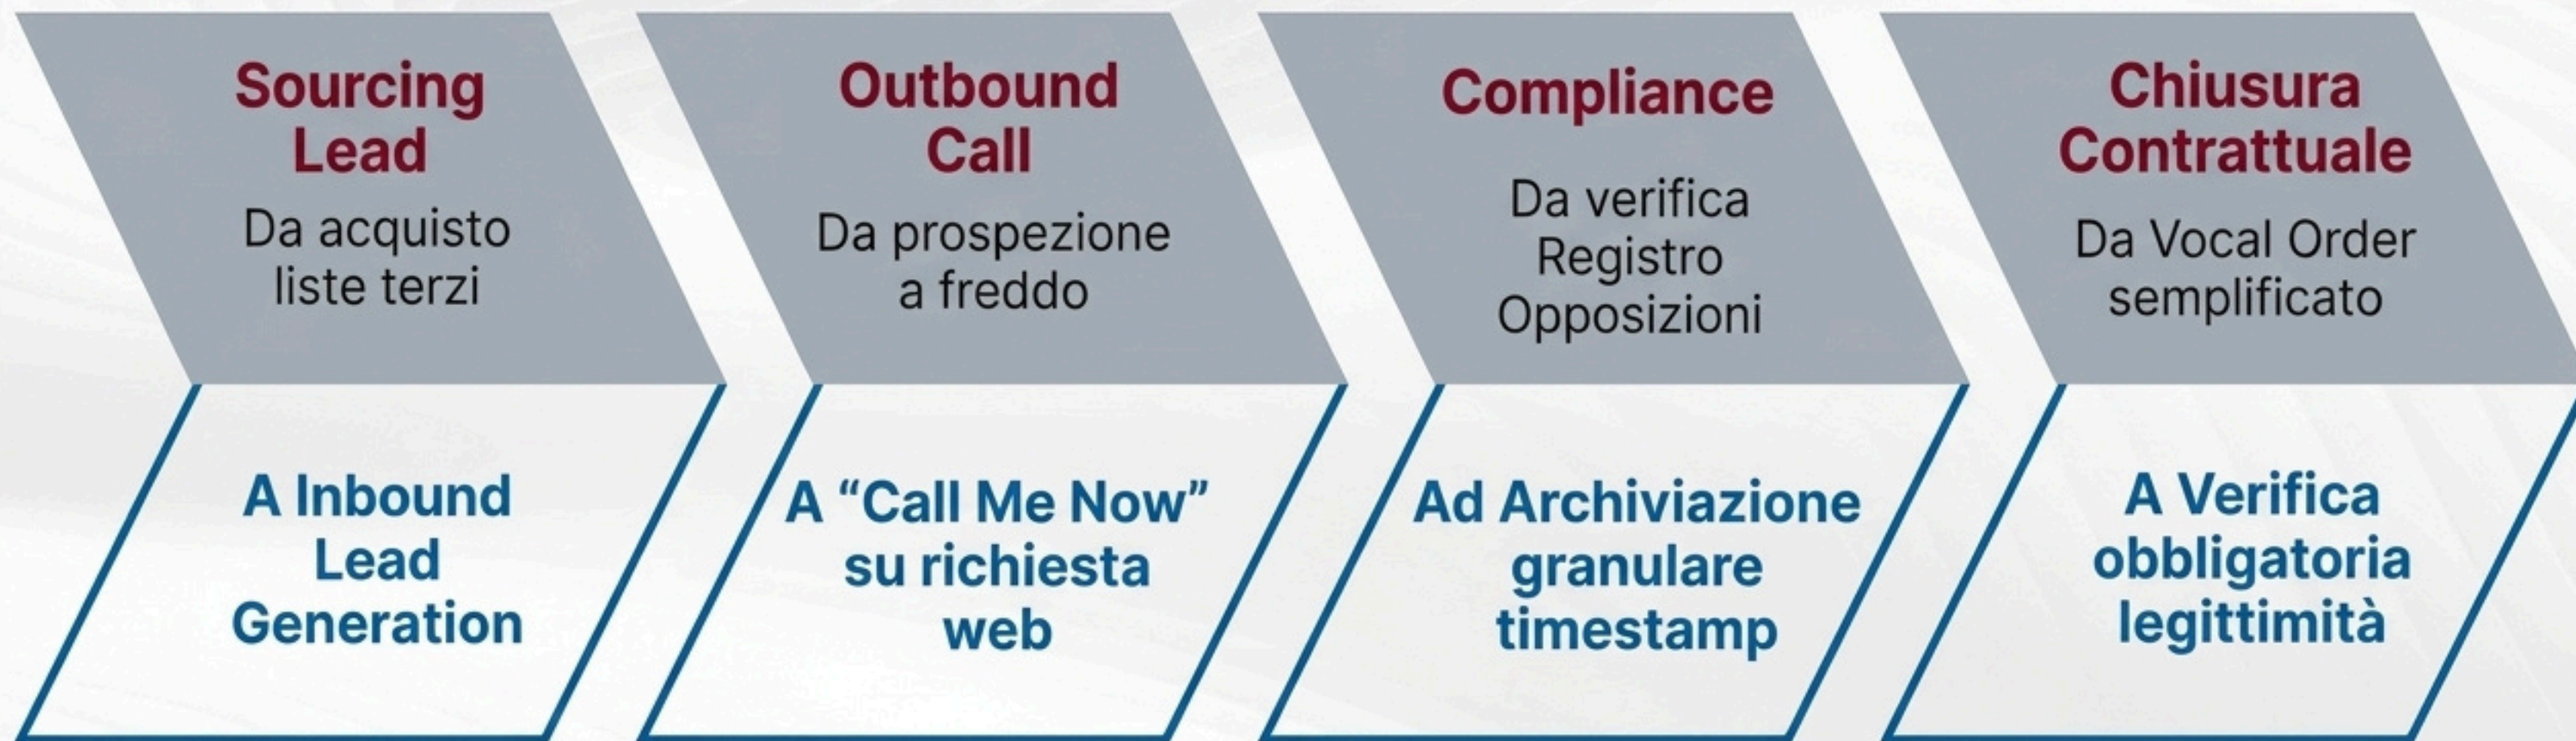 Sourcing
Lead
Da acquisto
liste terzi
A Inbound
Lead
Generation
Outbound
Call
Da prospezione
a freddo
A “Call Me Now”
su richiesta
web
Compliance
Da verifica
Registro
Opposizioni
Ad Archiviazione
granulare
timestamp
Chiusura
Contrattuale
Da Vocal Order
semplificato
A Verifica
obbligatoria
legittimità